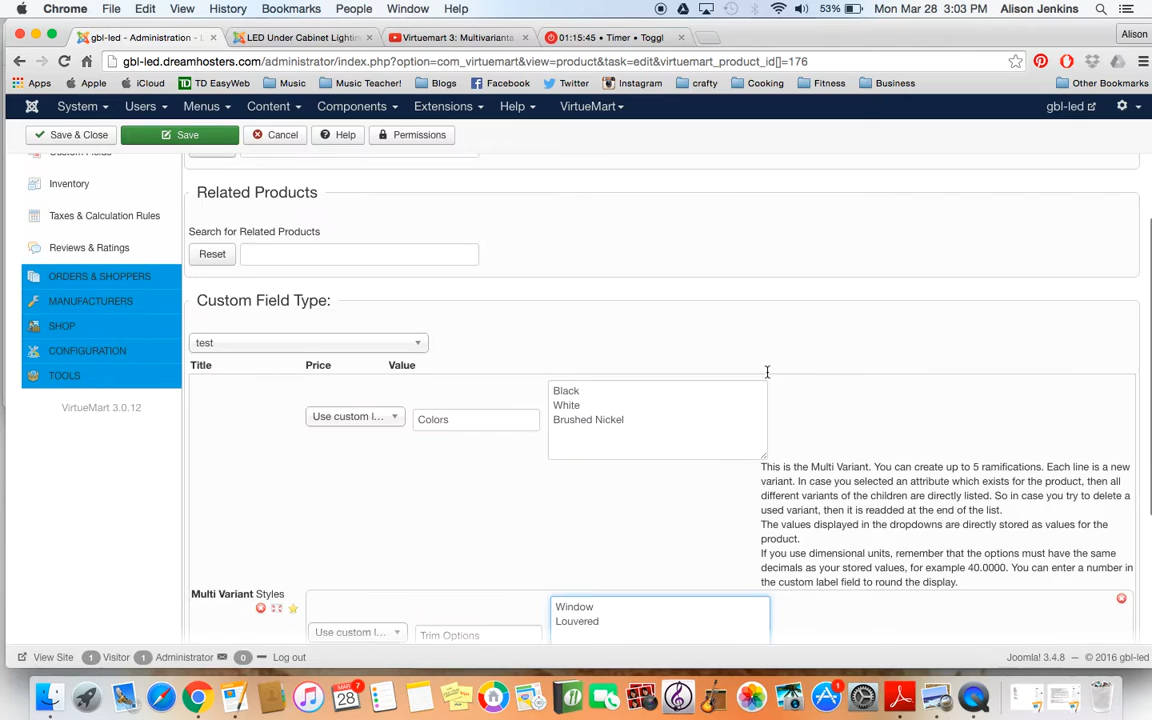 Chrome File Edit View History Bookmarks People Window Help 53% Mon Mar 28 3:03 PM Alison Jenkins
gbl-led - Administration - LED Under Cabinet Lightin Virtuemart 3: Multivarianta 01:15:45 • Timer • Toggl Alison
gbl-led.dreamhosters.com/administrator/index.php?option=com_virtuemart&view=product&task=edit&virtuemart_product_id[]=176
Apps Apple iCloud TD EasyWeb Music Music Teacher! Blogs Facebook Twitter Instagram crafty Cooking Fitness Business Other Bookmarks
System Users Menus Content Components Extensions Help VirtueMart gbl-led
Save & Close Save Cancel Help Permissions
Custom Fields
Inventory
Taxes & Calculation Rules
Reviews & Ratings
ORDERS & SHOPPERS
MANUFACTURERS
SHOP
CONFIGURATION
TOOLS
VirtueMart 3.0.12
Related Products
Search for Related Products
Reset
Custom Field Type:
test
Title Price Value
Use custom l... Colors
Black
White
Brushed Nickel
This is the Multi Variant. You can create up to 5 ramifications. Each line is a new
variant. In case you selected an attribute which exists for the product, then all
different variants of the children are directly listed. So in case you try to delete a
used variant, then it is readded at the end of the list.
The values displayed in the dropdowns are directly stored as values for the
product.
If you use dimensional units, remember that the options must have the same
decimals as your stored values, for example 40.0000. You can enter a number in
the custom label field to round the display.
Multi Variant Styles
Window
Louvered
Use custom l... Trim Options
View Site 1 Visitor 1 Administrator 0 Log out Joomla! 3.4.8 — © 2016 gbl-led
MAR 28 7 1